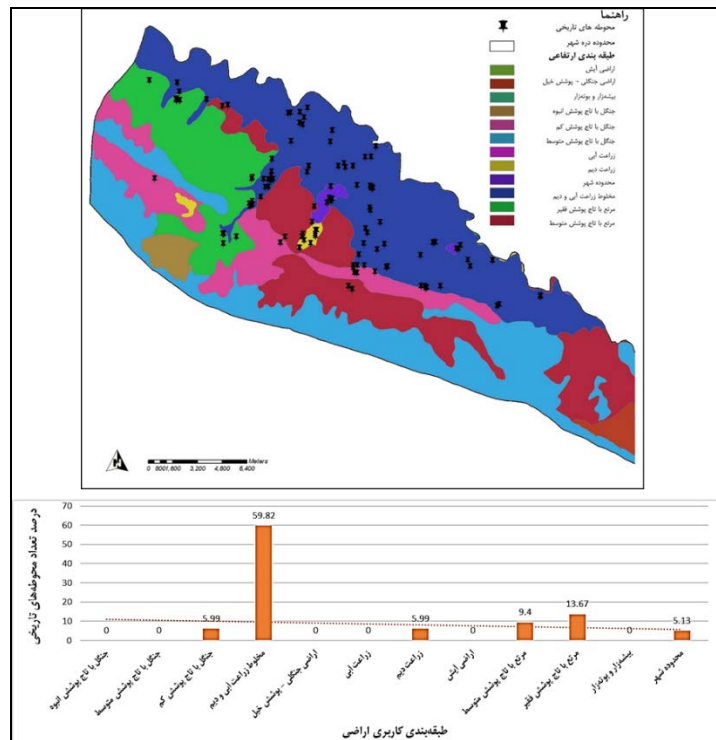 راهنما
محوطه های تاریخی
محدوده دره شهر
طبقه بندی ارتفاعی
اراضی آیش
اراضی جنگلی - پوشش خیل
بیشه‌زار و بوته‌زار
جنگل با تاج پوشش انبوه
جنگل با تاج پوشش کم
جنگل با تاج پوشش متوسط
زراعت آبی
زراعت دیم
محدوده شهر
مخلوط زراعت آبی و دیم
مرتع با تاج پوشش فقیر
مرتع با تاج پوشش متوسط
N
0 800 1,600 3,200 4,800 6,400 Meters
درصد تعداد محوطه‌های تاریخی
70
60
50
40
30
20
10
0
0
0
5.99
59.82
0
0
5.99
0
9.4
13.67
0
5.13
جنگل با تاج پوشش انبوه
جنگل با تاج پوشش متوسط
جنگل با تاج پوشش کم
مخلوط زراعت آبی و دیم
اراضی جنگلی - پوشش خیل
زراعت آبی
زراعت دیم
اراضی آیش
مرتع با تاج پوشش متوسط
مرتع با تاج پوشش فقیر
بیشه‌زار و بوته‌زار
محدوده شهر
طبقه‌بندی کاربری اراضی